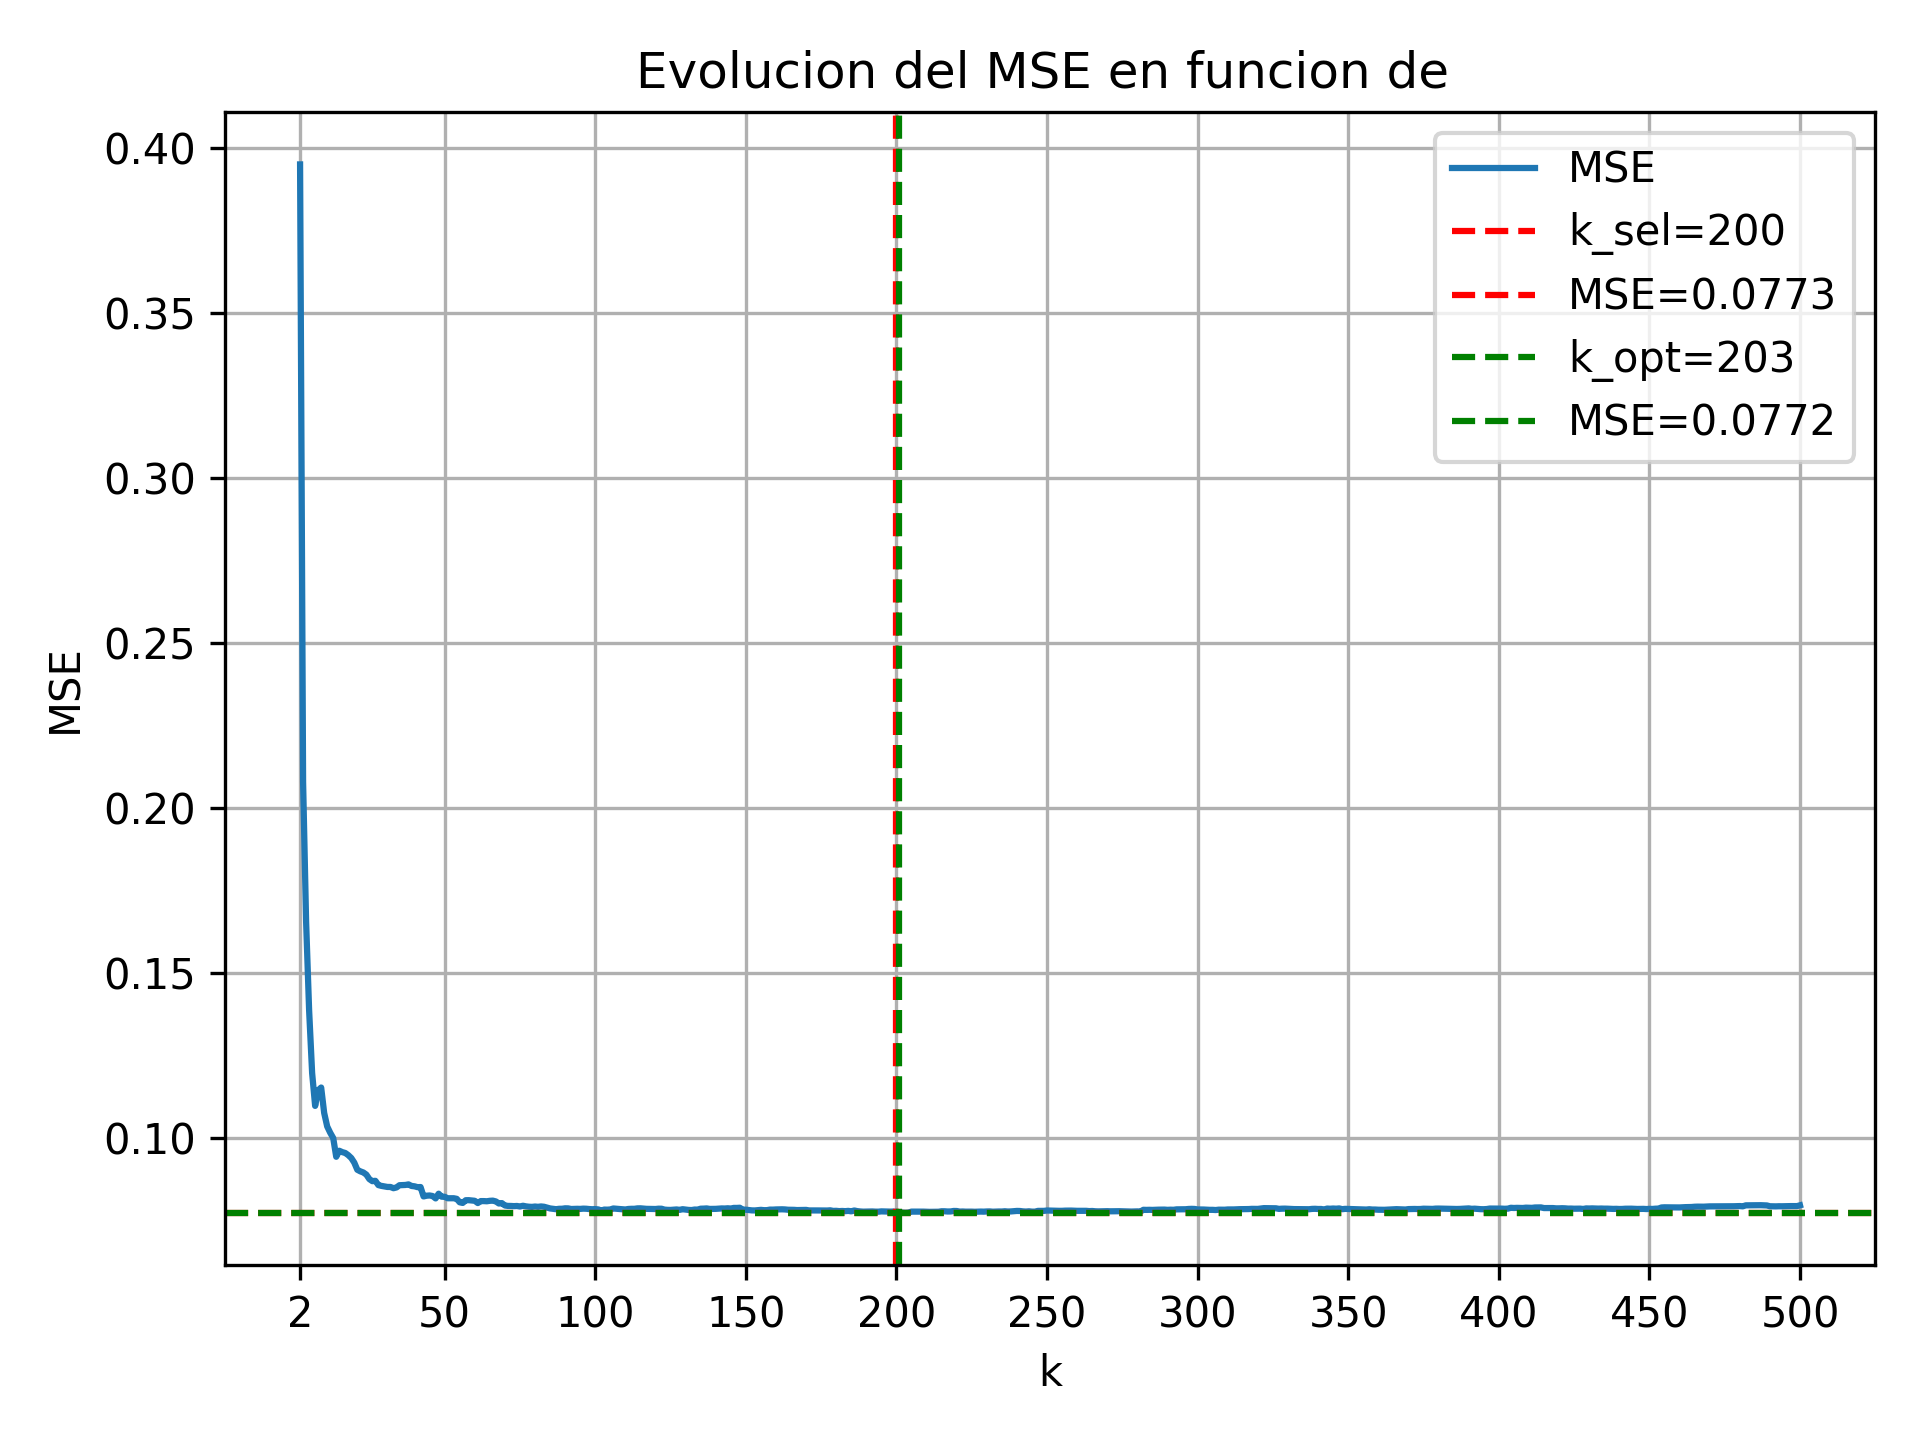 Evolucion del MSE en funcion de
MSE
k_sel=200
MSE=0.0773
k_opt=203
MSE=0.0772
0.40
0.35
0.30
0.25
0.20
0.15
0.10
MSE
2 50 100 150 200 250 300 350 400 450 500
k